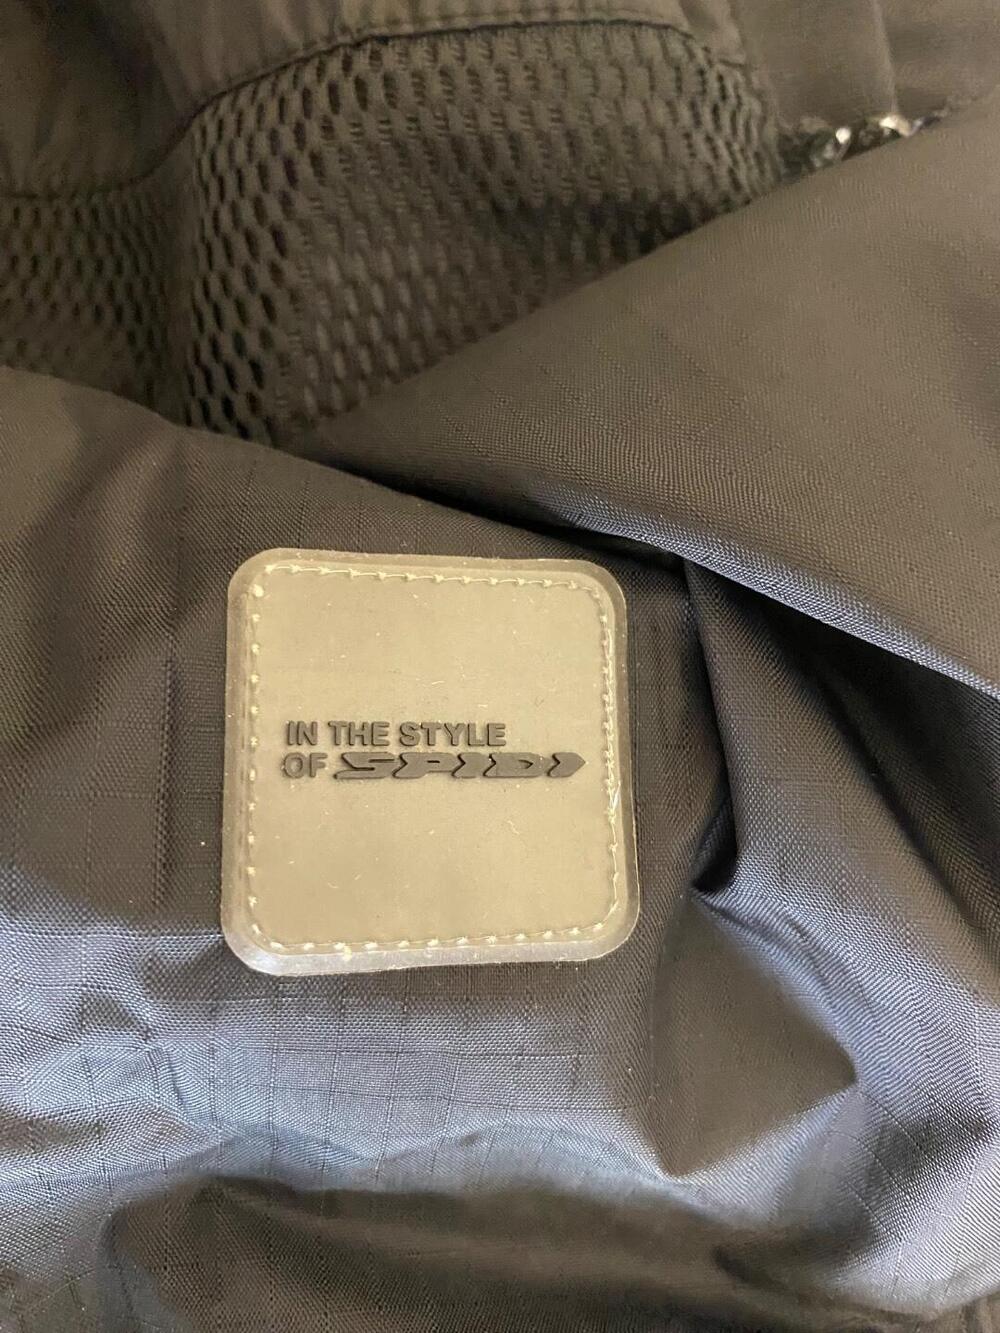 IN THE STYLE
OF SPIDI